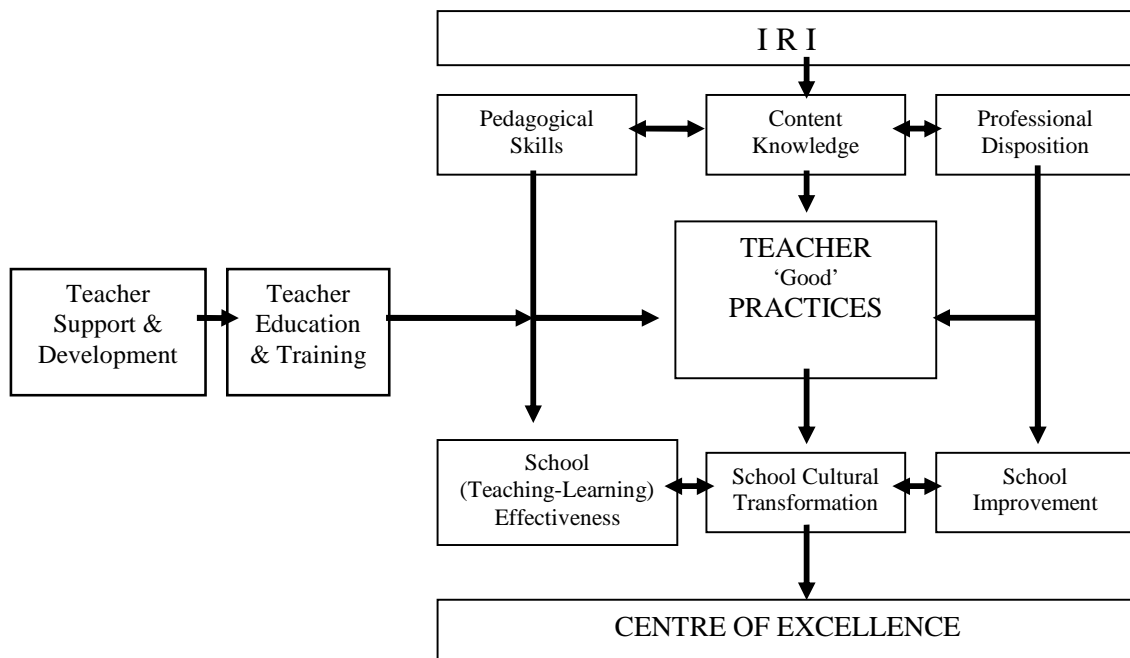 I R I
Pedagogical
Skills
Content
Knowledge
Professional
Disposition
TEACHER
‘Good’
PRACTICES
Teacher
Support &
Development
Teacher
Education
& Training
School
(Teaching-Learning)
Effectiveness
School Cultural
Transformation
School
Improvement
CENTRE OF EXCELLENCE